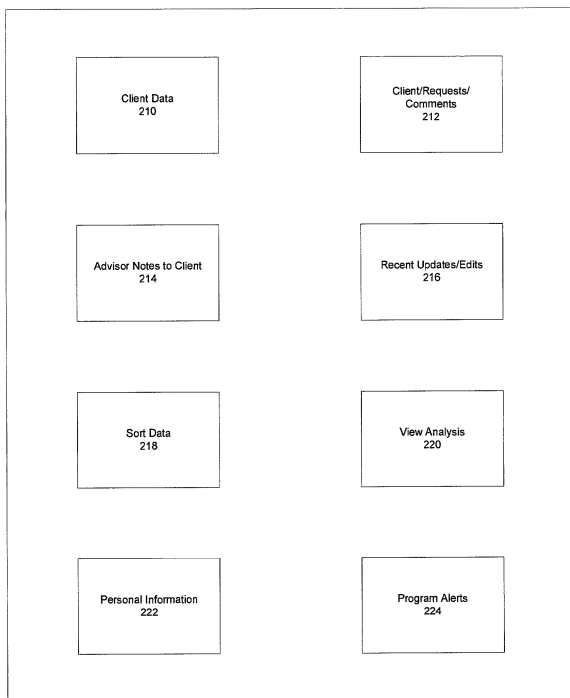 Client Data
210
Client/Requests/
Comments
212
Advisor Notes to Client
214
Recent Updates/Edits
216
Sort Data
218
View Analysis
220
Personal Information
222
Program Alerts
224